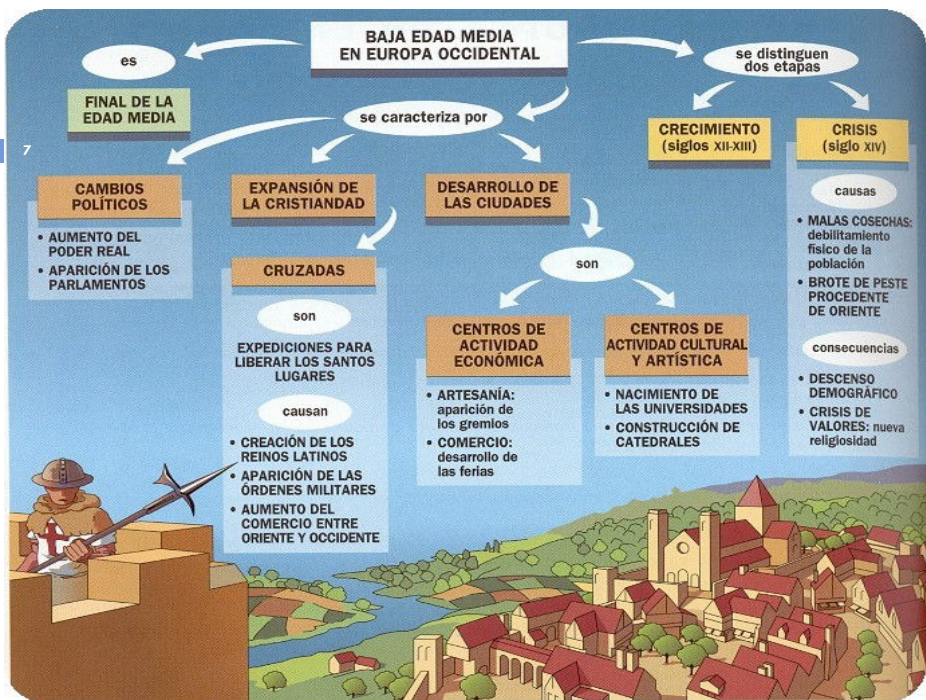 BAJA EDAD MEDIA
EN EUROPA OCCIDENTAL
es
FINAL DE LA
EDAD MEDIA
se caracteriza por
se distinguen
dos etapas
CRECIMIENTO
(siglos XII-XIII)
CRISIS
(siglo XIV)
7
CAMBIOS
POLÍTICOS
• AUMENTO DEL
PODER REAL
• APARICIÓN DE LOS
PARLAMENTOS
EXPANSIÓN DE
LA CRISTIANDAD
CRUZADAS
son
EXPEDICIONES PARA
LIBERAR LOS SANTOS
LUGARES
causan
• CREACIÓN DE LOS
REINOS LATINOS
• APARICIÓN DE LAS
ÓRDENES MILITARES
• AUMENTO DEL
COMERCIO ENTRE
ORIENTE Y OCCIDENTE
DESARROLLO DE
LAS CIUDADES
son
CENTROS DE
ACTIVIDAD
ECONÓMICA
• ARTESANÍA:
aparición de
los gremios
• COMERCIO:
desarrollo de
las ferias
CENTROS DE
ACTIVIDAD CULTURAL
Y ARTÍSTICA
• NACIMIENTO DE
LAS UNIVERSIDADES
• CONSTRUCCIÓN DE
CATEDRALES
causas
• MALAS COSECHAS:
debilitamiento
físico de la
población
• BROTE DE PESTE
PROCEDENTE
DE ORIENTE
consecuencias
• DESCENSO
DEMOGRÁFICO
• CRISIS DE
VALORES: nueva
religiosidad